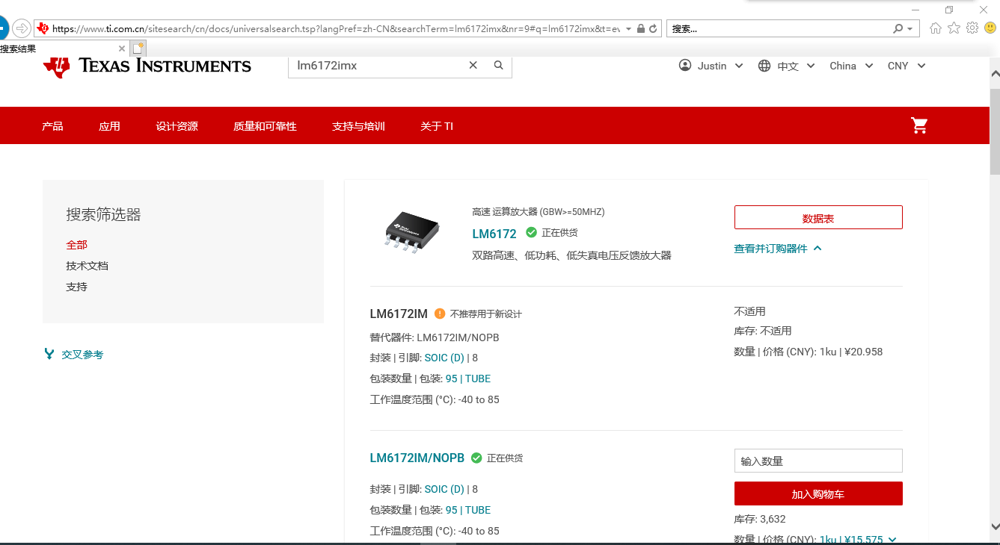 https://www.ti.com.cn/sitesearch/cn/docs/universalsearch.tsp?langPref=zh-CN&searchTerm=lm6172imx&nr=9#q=lm6172imx&t=ev
搜索...
搜索结果
TEXAS INSTRUMENTS
lm6172imx
Justin
中文
China
CNY
产品
应用
设计资源
质量和可靠性
支持与培训
关于 TI
搜索筛选器
全部
技术文档
支持
交叉参考
高速 运算放大器 (GBW>=50MHZ)
LM6172 正在供货
双路高速、低功耗、低失真电压反馈放大器
数据表
查看并订购器件
LM6172IM 不推荐用于新设计
替代器件: LM6172IM/NOPB
封装 | 引脚: SOIC (D) | 8
包装数量 | 包装: 95 | TUBE
工作温度范围 (°C): -40 to 85
不适用
库存: 不适用
数量 | 价格 (CNY): 1ku | ¥20.958
LM6172IM/NOPB 正在供货
封装 | 引脚: SOIC (D) | 8
包装数量 | 包装: 95 | TUBE
工作温度范围 (°C): -40 to 85
输入数量
加入购物车
库存: 3,632
数量 | 价格 (CNY): 1ku | ¥15.575